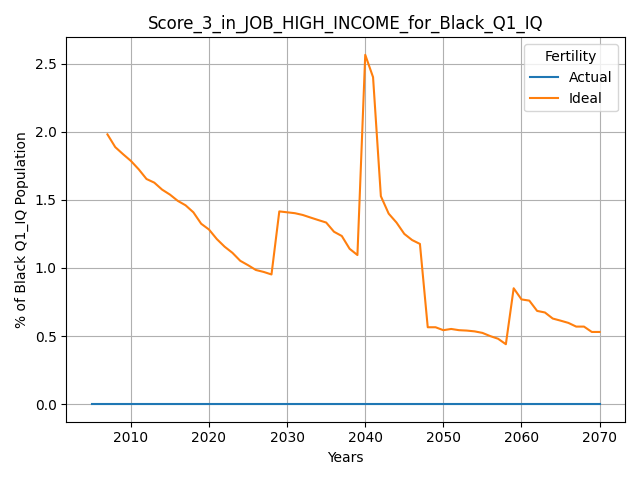 Score_3_in_JOB_HIGH_INCOME_for_Black_Q1_IQ
Fertility
Actual
Ideal
% of Black Q1_IQ Population
2.5
2.0
1.5
1.0
0.5
0.0
2010 2020 2030 2040 2050 2060 2070
Years